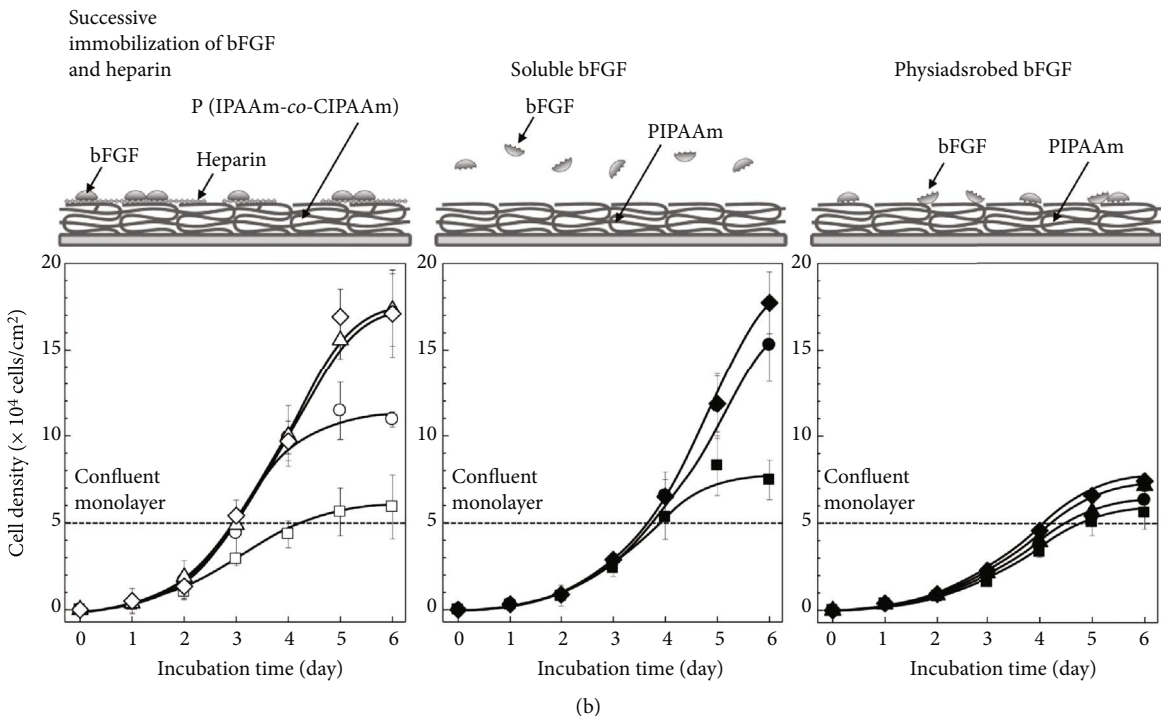 Successive
immobilization of bFGF
and heparin
P (IPAAm-co-CIPAAm)
bFGF
Heparin
Soluble bFGF
bFGF
PIPAAm
Physiadsrobed bFGF
bFGF
PIPAAm
Cell density (× 10⁴ cells/cm²)
20
15
10
5
0
Confluent
monolayer
0 1 2 3 4 5 6
Incubation time (day)
20
15
10
5
0
Confluent
monolayer
0 1 2 3 4 5 6
Incubation time (day)
20
15
10
5
0
Confluent
monolayer
0 1 2 3 4 5 6
Incubation time (day)
(b)